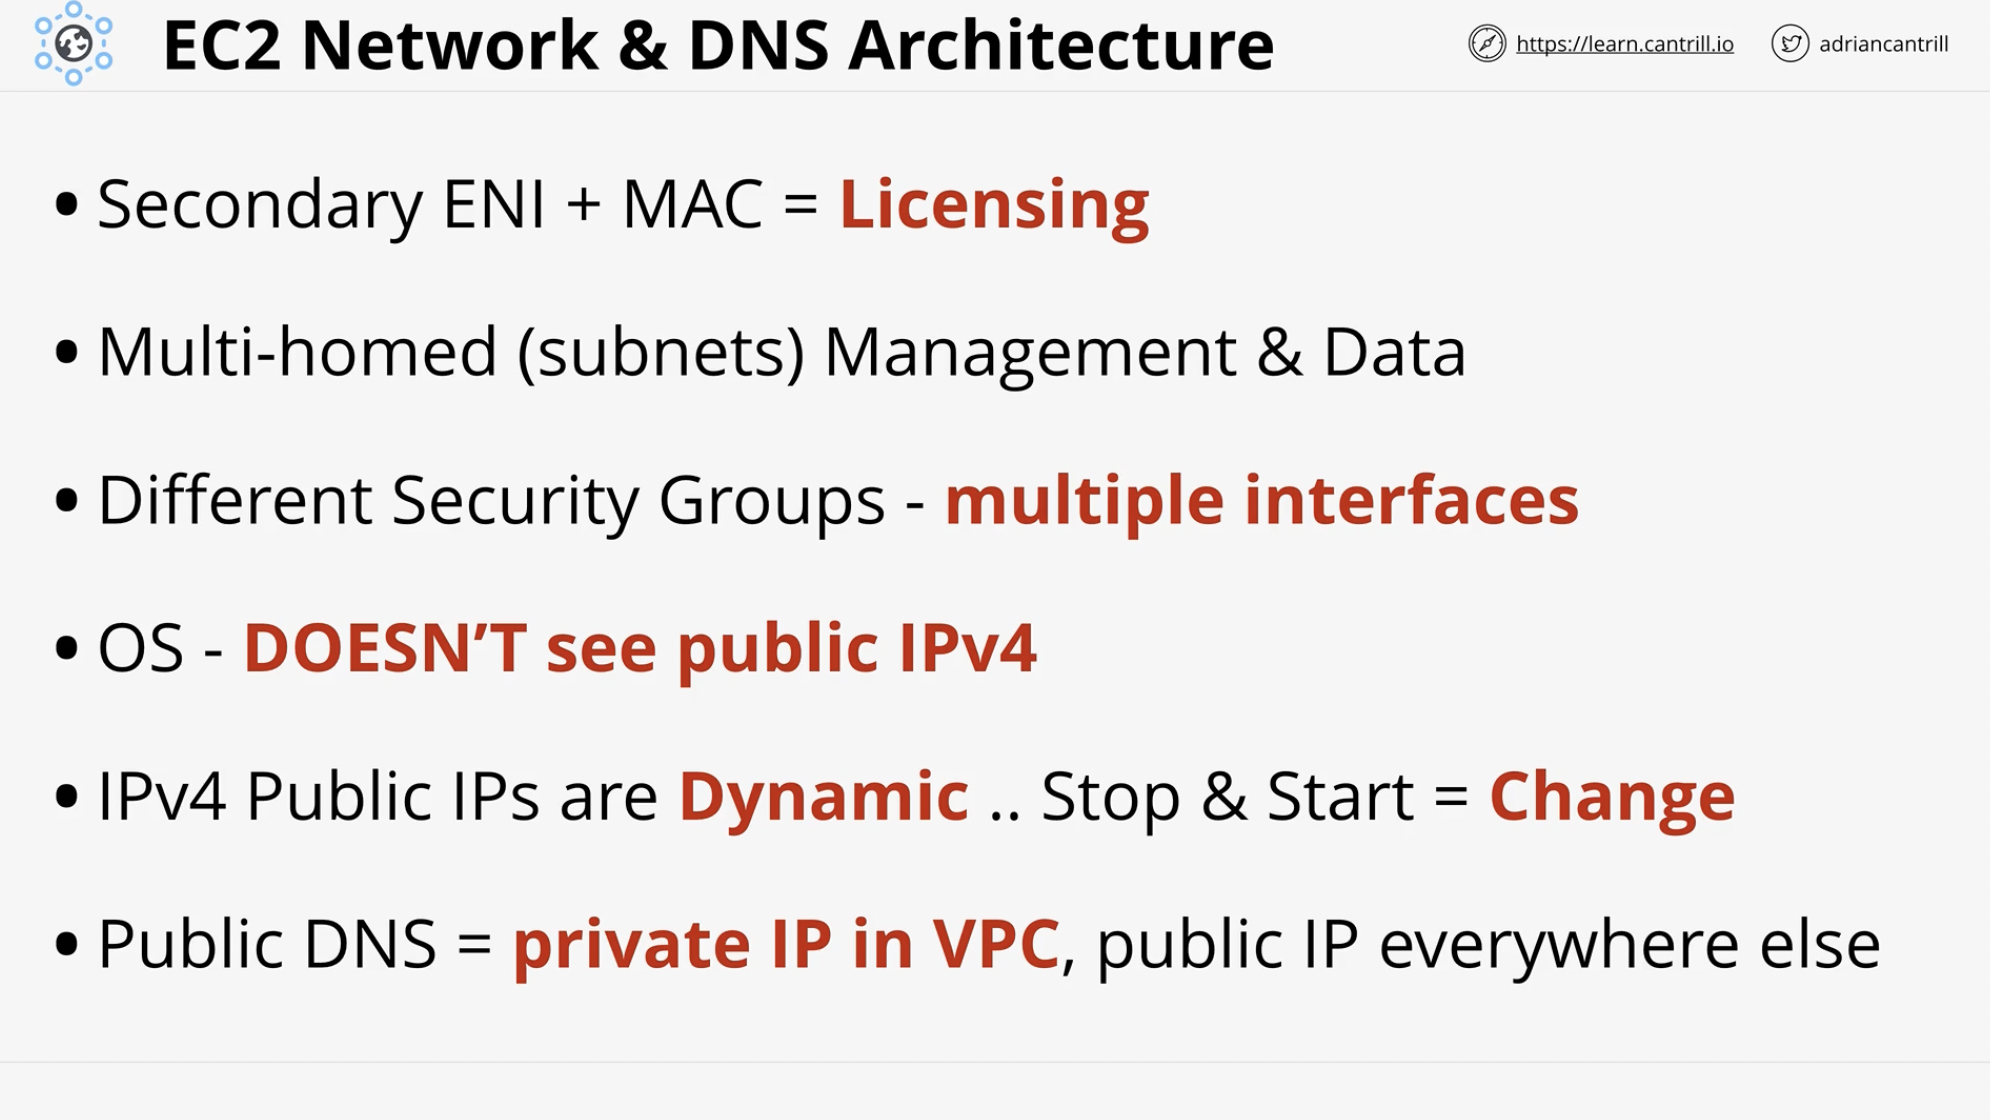 EC2 Network & DNS Architecture
https://learn.cantrill.io
adriancantrill
• Secondary ENI + MAC = Licensing
• Multi-homed (subnets) Management & Data
• Different Security Groups - multiple interfaces
• OS - DOESN’T see public IPv4
• IPv4 Public IPs are Dynamic .. Stop & Start = Change
• Public DNS = private IP in VPC, public IP everywhere else